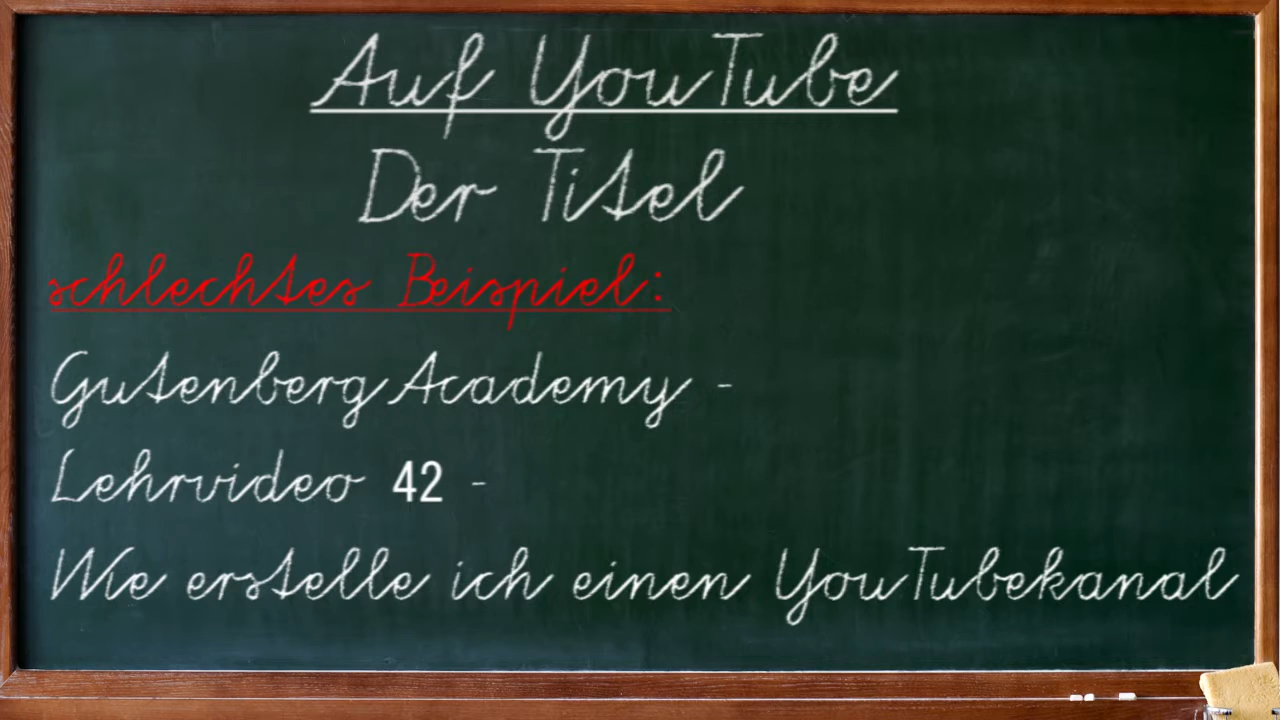 Auf YouTube
Der Titel
schlechtes Beispiel:
Gutenberg Academy -
Lehrvideo 42 -
Wie erstelle ich einen YouTubekanal